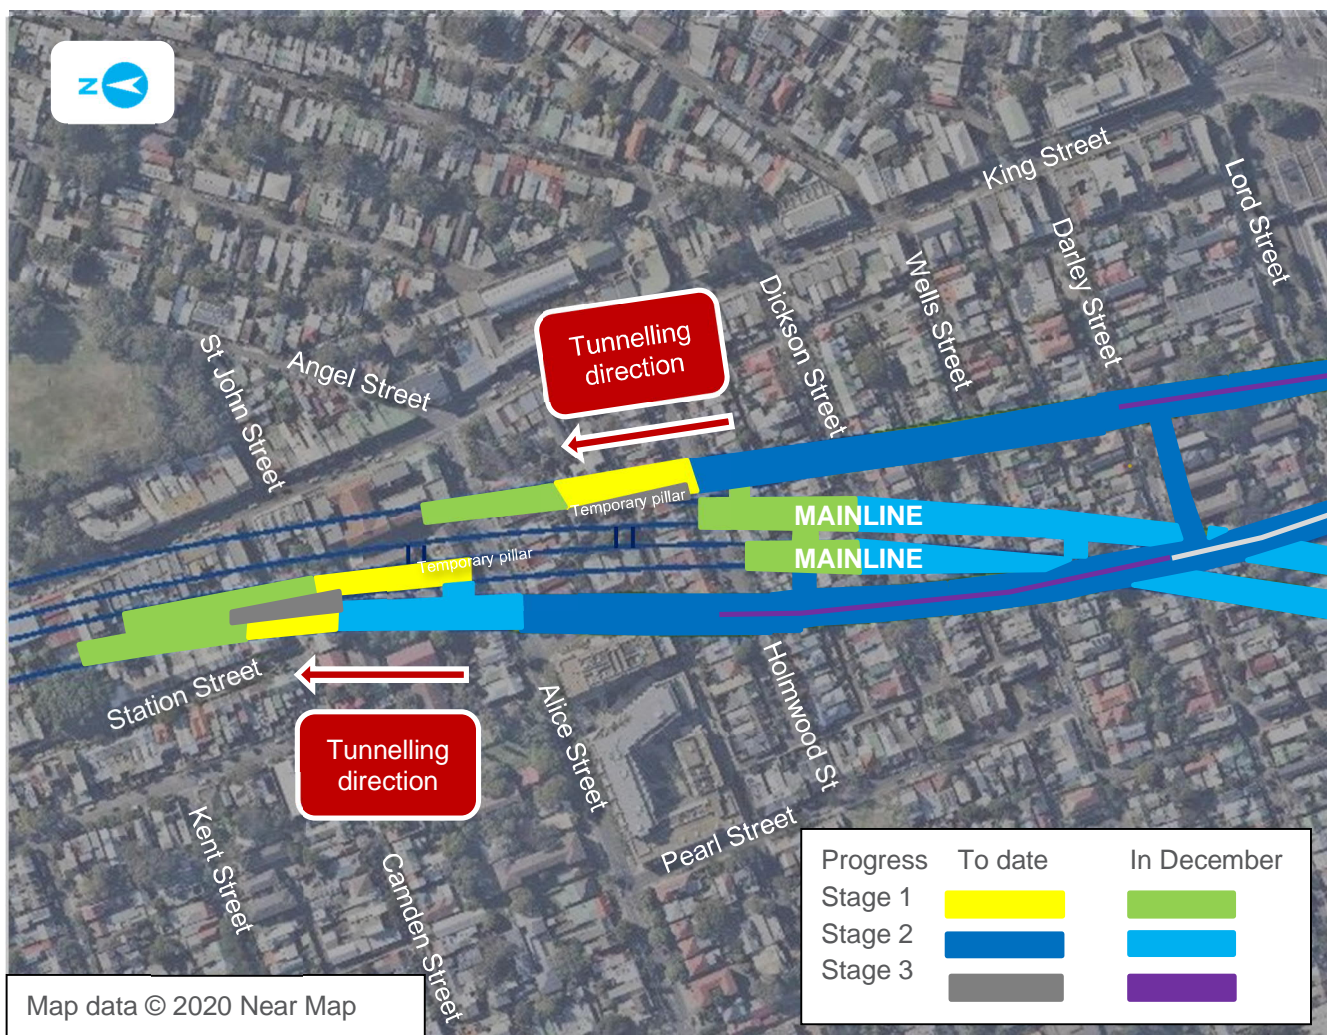 N
King Street
Lord Street
Darley Street
Wells Street
Dickson Street
Tunnelling
direction
St John Street
Angel Street
Temporary pillar
MAINLINE
Temporary pillar
MAINLINE
Station Street
Tunnelling
direction
Alice Street
Holmwood St
Pearl Street
Kent Street
Camden Street
Progress To date In December
Stage 1
Stage 2
Stage 3
Map data © 2020 Near Map